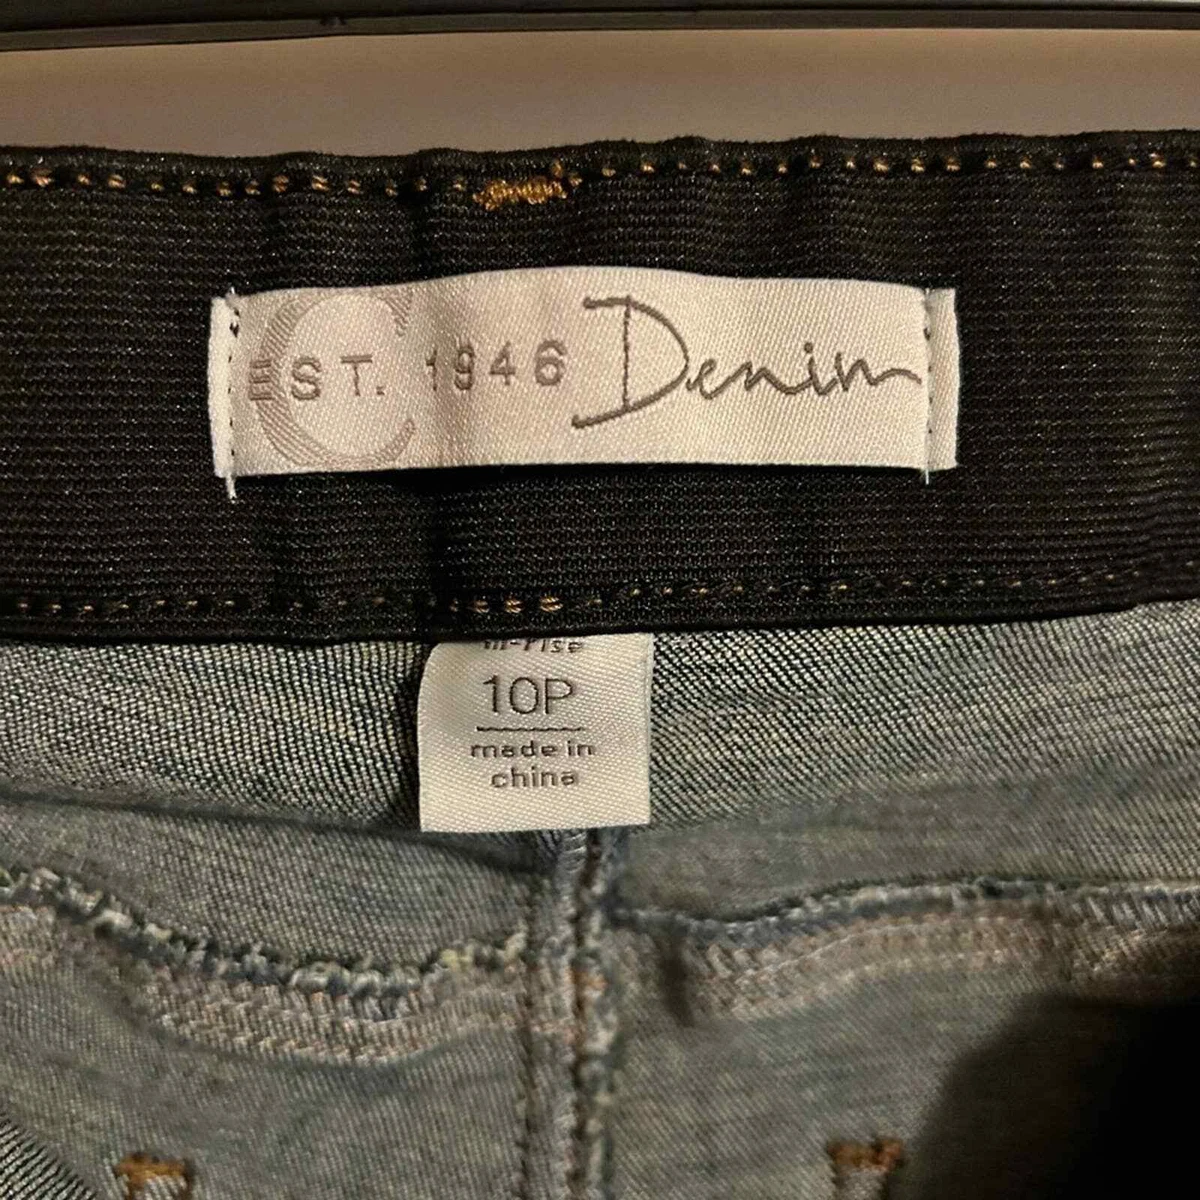 C
EST. 1946 Denim
10P
made in
china